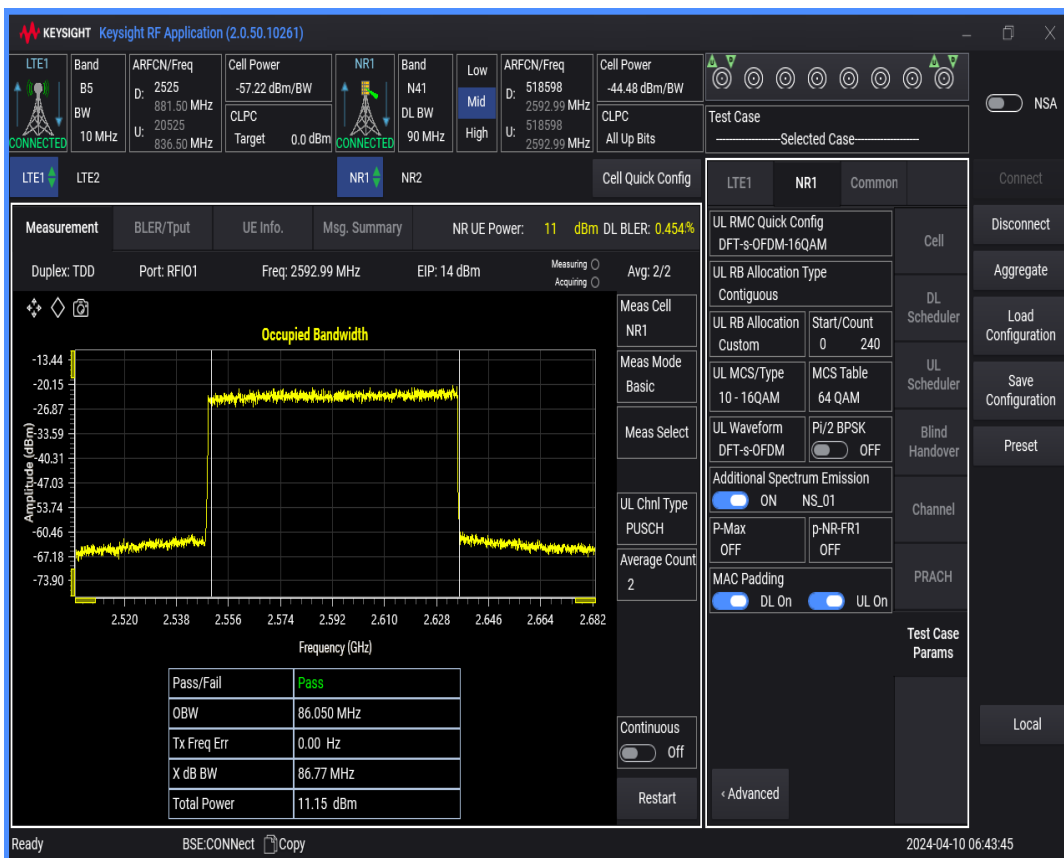 KEYSIGHT Keysight RF Application (2.0.50.10261)
LTE1 Band ARFCN/Freq Cell Power NR1 Band Low ARFCN/Freq Cell Power
B5 D: 2525 -57.22 dBm/BW N41 D: 518598 -44.48 dBm/BW
881.50 MHz Mid 2592.99 MHz Test Case NSA
BW U: 20525 CLPC DL BW U: 518598 CLPC
CONNECTED 10 MHz 836.50 MHz Target 0.0 dBm CONNECTED 90 MHz High 2592.99 MHz All Up Bits ---Selected Case---
LTE1 LTE2 NR1 NR2 Cell Quick Config LTE1 NR1 Common Connect
Measurement BLER/Tput UE Info. Msg. Summary NR UE Power: 11 dBm DL BLER: 0.454% UL RMC Quick Config Disconnect
DFT-s-OFDM-16QAM Cell
Duplex: TDD Port: RFIO1 Freq: 2592.99 MHz EIP: 14 dBm Measuring Avg: 2/2 UL RB Allocation Type Aggregate
Acquiring
Contiguous DL Scheduler
Meas Cell
NR1
Occupied Bandwidth UL RB Allocation Start/Count Load Configuration
Custom 0 240
Meas Mode
Basic
UL MCS/Type MCS Table UL Scheduler Save Configuration
10 - 16QAM 64 QAM
Meas Select UL Waveform Pi/2 BPSK Blind Handover Preset
DFT-s-OFDM OFF
Additional Spectrum Emission
ON NS_01 Channel
UL Chnl Type
PUSCH
P-Max p-NR-FR1
OFF OFF
Average Count
2
MAC Padding PRACH
DL On UL On
Test Case Params
Amplitude (dBm)
-13.44
-20.15
-26.87
-33.59
-40.31
-47.03
-53.74
-60.46
-67.18
-73.90
2.520 2.538 2.556 2.574 2.592 2.610 2.628 2.646 2.664 2.682
Frequency (GHz)
Pass/Fail Pass
OBW 86.050 MHz
Tx Freq Err 0.00 Hz
X dB BW 86.77 MHz
Total Power 11.15 dBm
Continuous
Off
Restart
‹ Advanced
Local
Ready BSE:CONNect Copy 2024-04-10 06:43:45